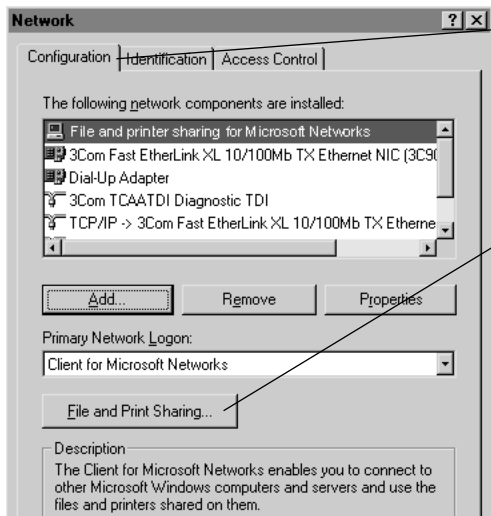 Network
Configuration Identification Access Control
The following network components are installed:
File and printer sharing for Microsoft Networks
3Com Fast EtherLink XL 10/100Mb TX Ethernet NIC (3C90
Dial-Up Adapter
3Com TCAATDI Diagnostic TDI
TCP/IP -> 3Com Fast EtherLink XL 10/100Mb TX Etherne
Add... Remove Properties
Primary Network Logon:
Client for Microsoft Networks
File and Print Sharing...
Description
The Client for Microsoft Networks enables you to connect to
other Microsoft Windows computers and servers and use the
files and printers shared on them.